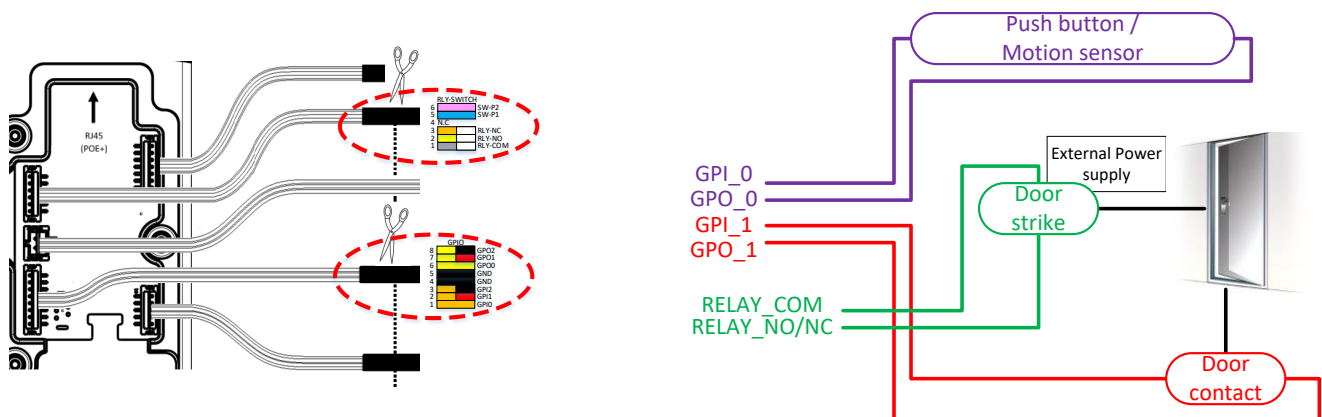 RJ45
(POE+)
RLY-SWITCH
6 SW-P2
5 SW-P1
4 N.C
3 RLY-NC
2 RLY-NO
1 RLY-COM
GPIO
8 GPO2
7 GPO1
6 GPO0
5 GND
4 GND
3 GPI2
2 GPI1
1 GPI0
Push button /
Motion sensor
External Power
supply
GPI_0
GPO_0
GPI_1
GPO_1
Door
strike
RELAY_COM
RELAY_NO/NC
Door
contact